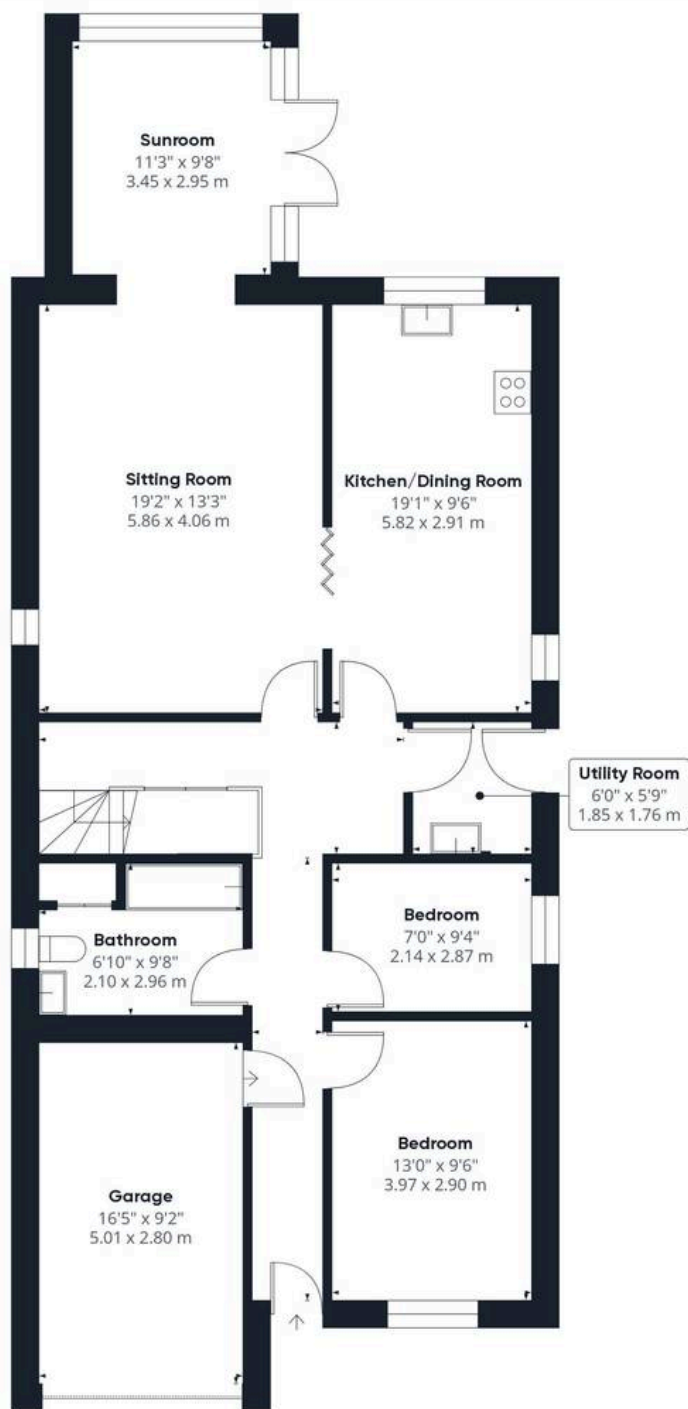 Sunroom
11'3" x 9'8"
3.45 x 2.95 m
Sitting Room
19'2" x 13'3"
5.86 x 4.06 m
Kitchen/Dining Room
19'1" x 9'6"
5.82 x 2.91 m
Utility Room
6'0" x 5'9"
1.85 x 1.76 m
Bedroom
7'0" x 9'4"
2.14 x 2.87 m
Bathroom
6'10" x 9'8"
2.10 x 2.96 m
Bedroom
13'0" x 9'6"
3.97 x 2.90 m
Garage
16'5" x 9'2"
5.01 x 2.80 m